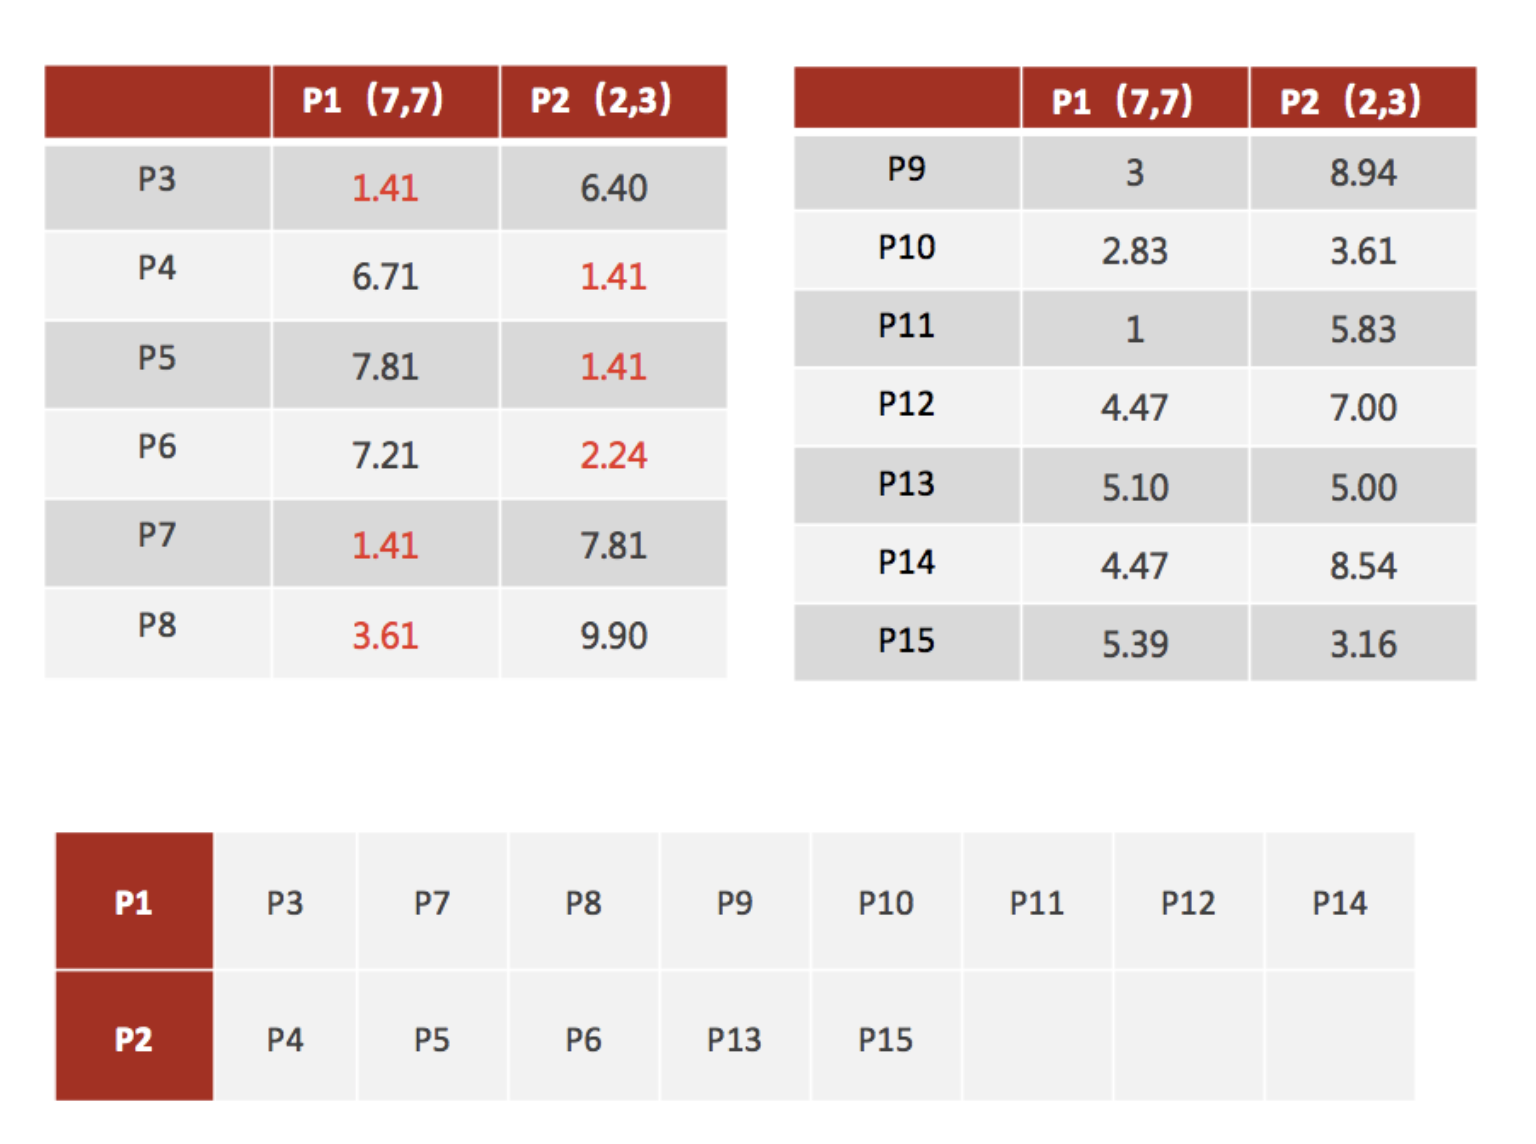 P1（7,7） P2（2,3）
P3 1.41 6.40
P4 6.71 1.41
P5 7.81 1.41
P6 7.21 2.24
P7 1.41 7.81
P8 3.61 9.90
P1（7,7） P2（2,3）
P9 3 8.94
P10 2.83 3.61
P11 1 5.83
P12 4.47 7.00
P13 5.10 5.00
P14 4.47 8.54
P15 5.39 3.16
P1 P3 P7 P8 P9 P10 P11 P12 P14
P2 P4 P5 P6 P13 P15